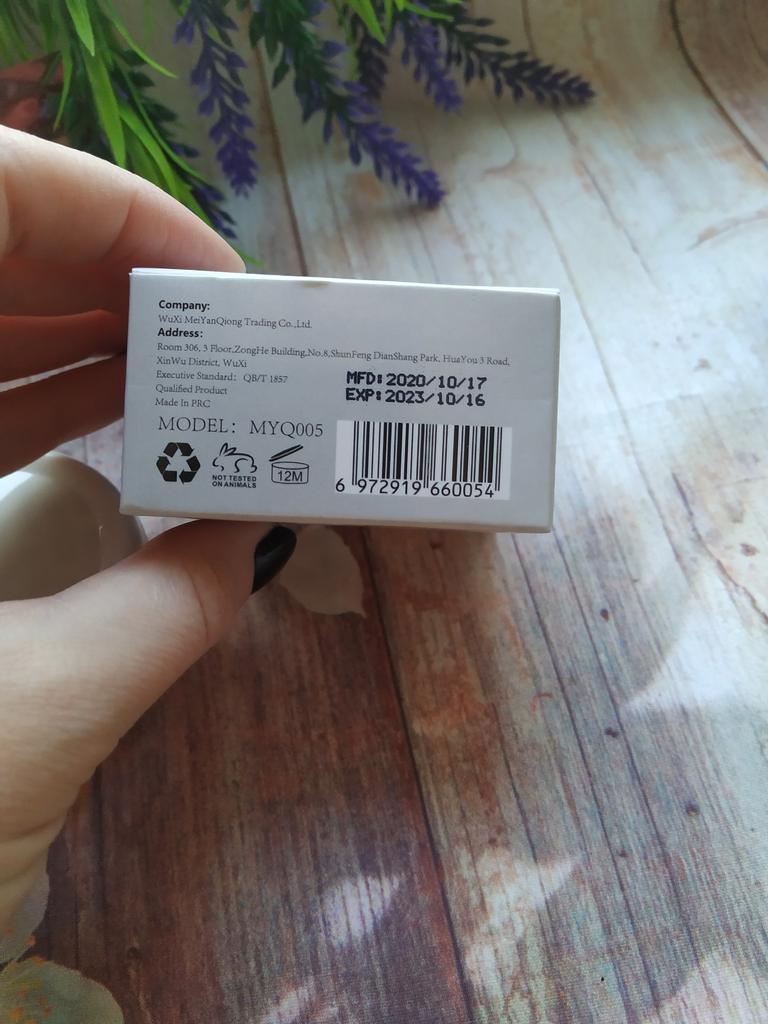 Company:
WuXi MeiYanQiong Trading Co.,Ltd.
Address:
Room 306, 3 Floor,ZongHe Building,No.8,ShunFeng DianShang Park, HuaYou 3 Road,
XinWu District, WuXi
Executive Standard： QB/T 1857
Qualified Product
Made In PRC
MFD:2020/10/17
EXP:2023/10/16
MODEL： MYQ005
NOT TESTED
ON ANIMALS
12M
6 972919 660054